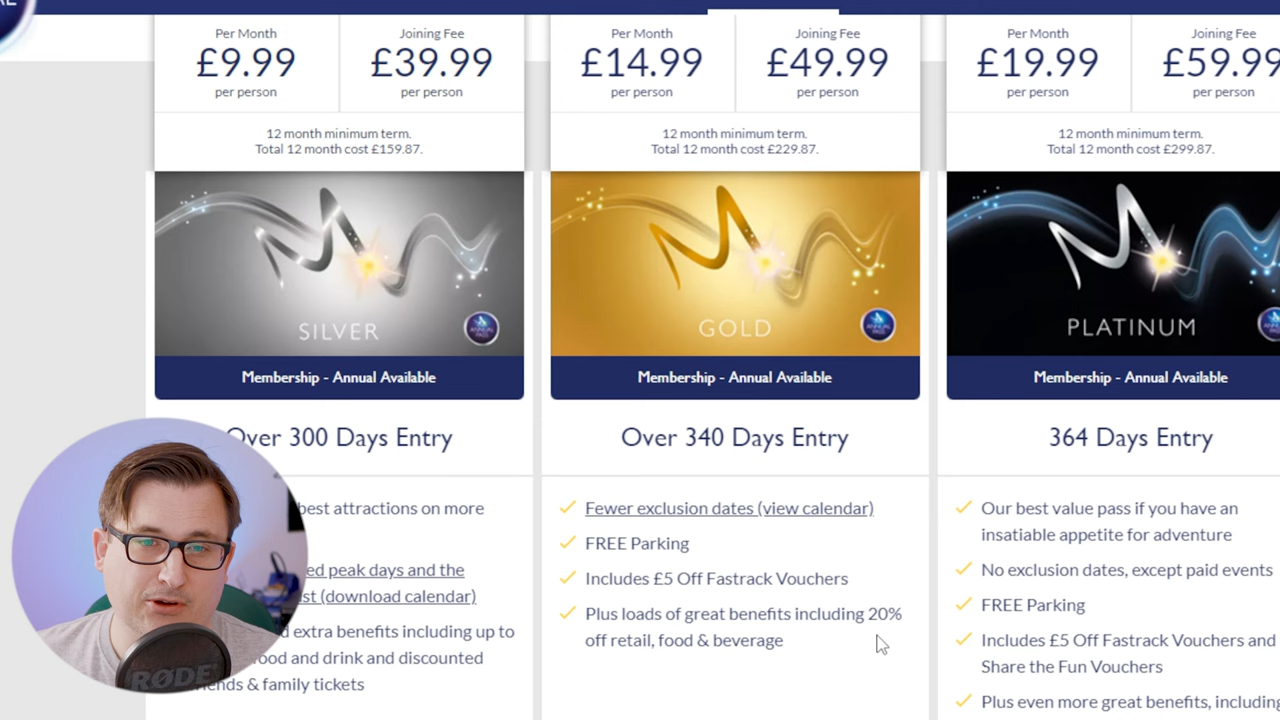 Per Month
£9.99
per person
Joining Fee
£39.99
per person
12 month minimum term.
Total 12 month cost £159.87.
SILVER
ANNUAL
PASS
Membership - Annual Available
Over 300 Days Entry
best attractions on more
ed peak days and the
st (download calendar)
d extra benefits including up to
ood and drink and discounted
ends & family tickets
Per Month
£14.99
per person
Joining Fee
£49.99
per person
12 month minimum term.
Total 12 month cost £229.87.
GOLD
ANNUAL
PASS
Membership - Annual Available
Over 340 Days Entry
Fewer exclusion dates (view calendar)
FREE Parking
Includes £5 Off Fastrack Vouchers
Plus loads of great benefits including 20%
off retail, food & beverage
Per Month
£19.99
per person
Joining Fee
£59.99
per person
12 month minimum term.
Total 12 month cost £299.87.
PLATINUM
Membership - Annual Available
364 Days Entry
Our best value pass if you have an
insatiable appetite for adventure
No exclusion dates, except paid events
FREE Parking
Includes £5 Off Fastrack Vouchers and
Share the Fun Vouchers
Plus even more great benefits, including
RØDE